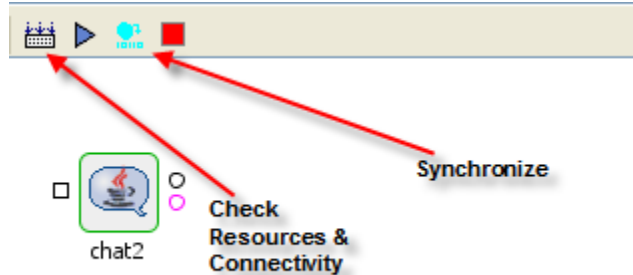 Synchronize
Check
Resources &
Connectivity
chat2